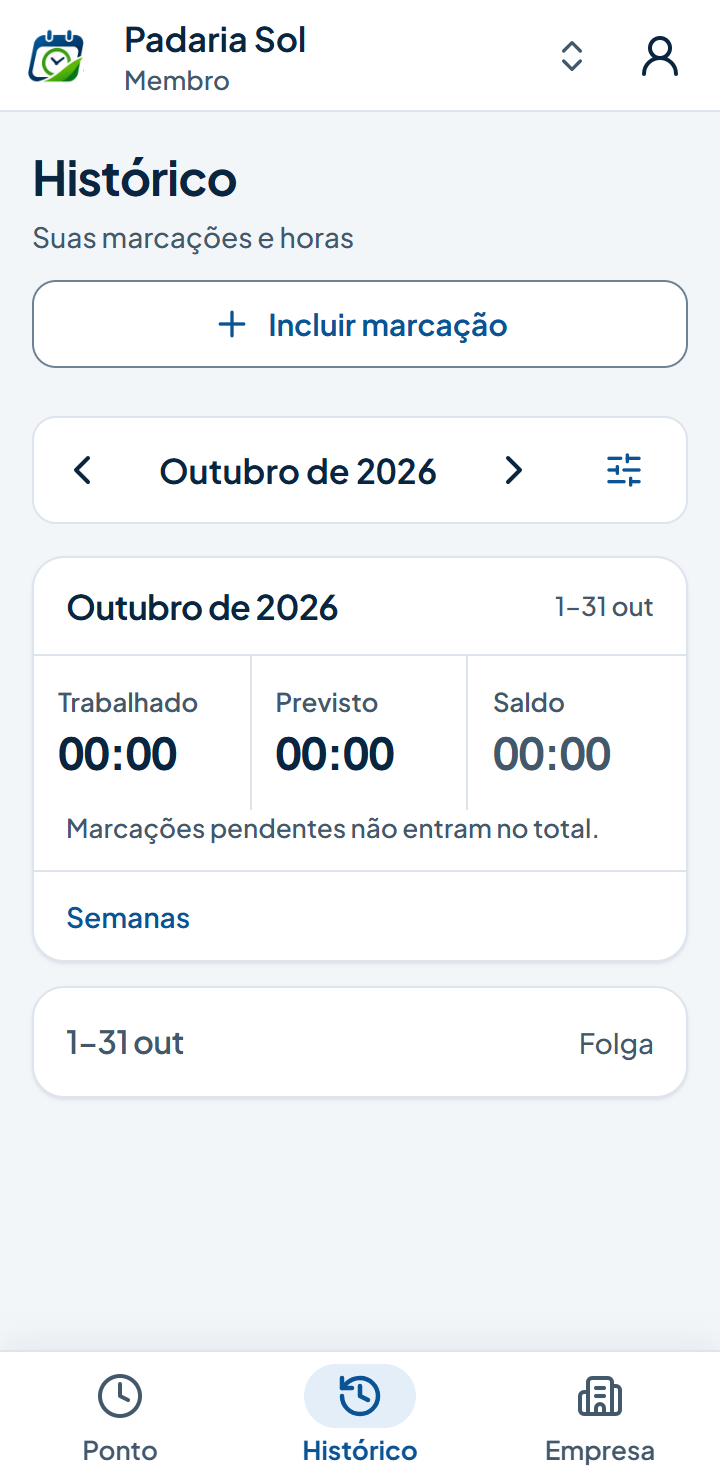 Padaria Sol
Membro
Histórico
Suas marcações e horas
Incluir marcação
Outubro de 2026
Outubro de 2026
1–31 out
Trabalhado
Previsto
Saldo
00:00
00:00
00:00
Marcações pendentes não entram no total.
Semanas
1–31 out
Folga
Ponto
Histórico
Empresa